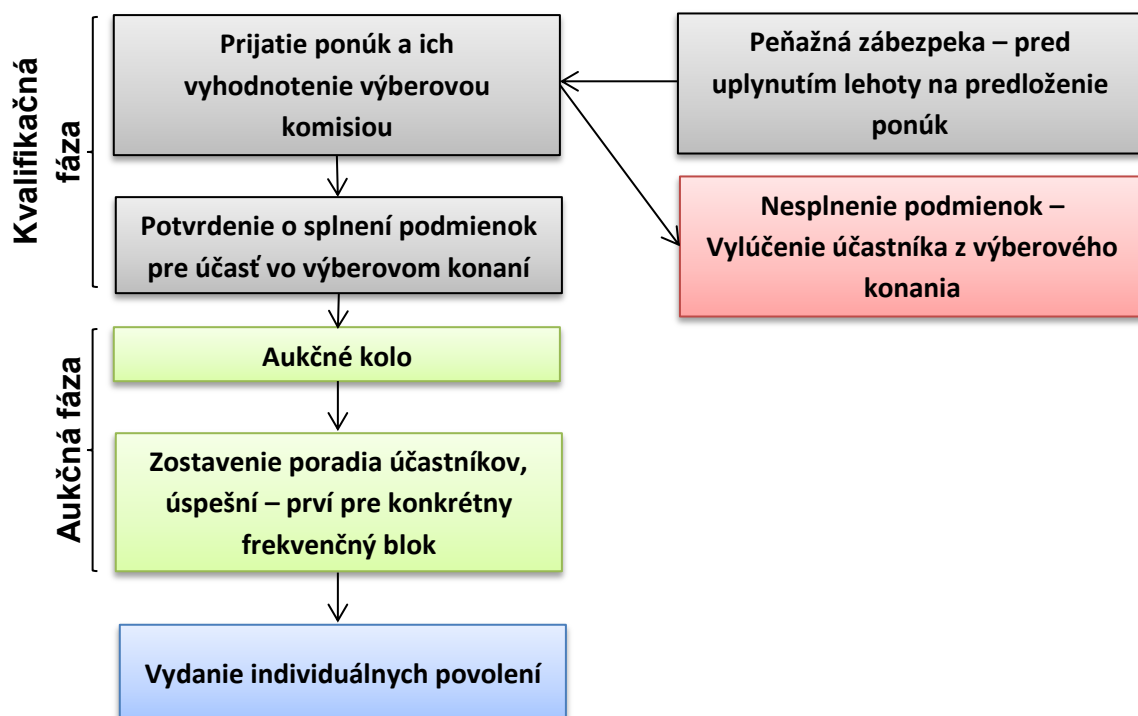 Kvalifikačná
fáza
Prijatie ponúk a ich
vyhodnotenie výberovou
komisiou
Peňažná zábezpeka – pred
uplynutím lehoty na predloženie
ponúk
Potvrdenie o splnení podmienok
pre účasť vo výberovom konaní
Nesplnenie podmienok –
Vylúčenie účastníka z výberového
konania
Aukčná fáza
Aukčné kolo
Zostavenie poradia účastníkov,
úspešní – prví pre konkrétny
frekvenčný blok
Vydanie individuálnych povolení